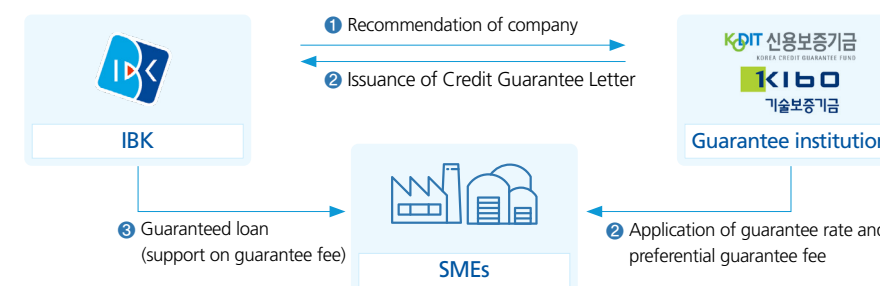 ❶ Recommendation of company
❷ Issuance of Credit Guarantee Letter
IBK
IBK
KODIT 신용보증기금
KOREA CREDIT GUARANTEE FUND
KIBO
기술보증기금
Guarantee institution
❸ Guaranteed loan
(support on guarantee fee)
SMEs
❷ Application of guarantee rate and
preferential guarantee fee